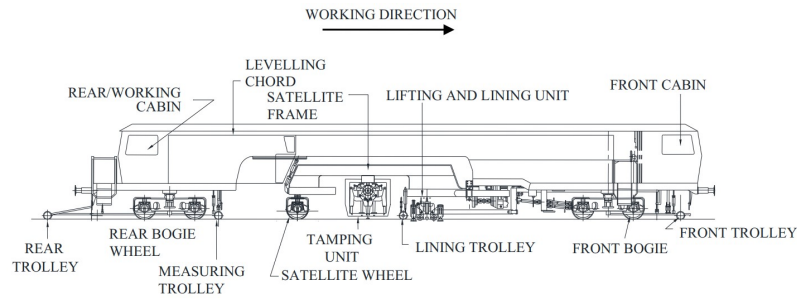 WORKING DIRECTION
LEVELLING
CHORD
REAR/WORKING
CABIN
SATELLITE
FRAME
LIFTING AND LINING UNIT
FRONT CABIN
REAR
TROLLEY
REAR BOGIE
WHEEL
MEASURING
TROLLEY
TAMPING
UNIT
SATELLITE WHEEL
LINING TROLLEY
FRONT BOGIE
FRONT TROLLEY